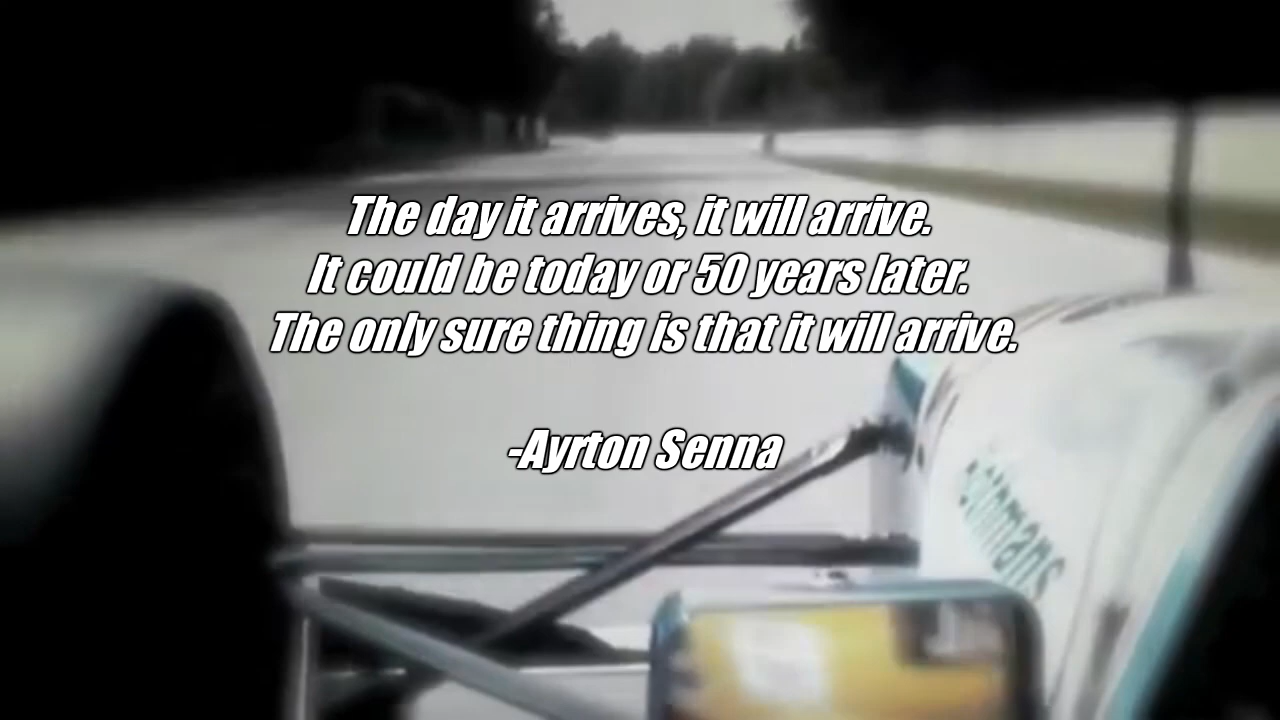 The day it arrives, it will arrive.
It could be today or 50 years later.
The only sure thing is that it will arrive.
-Ayrton Senna